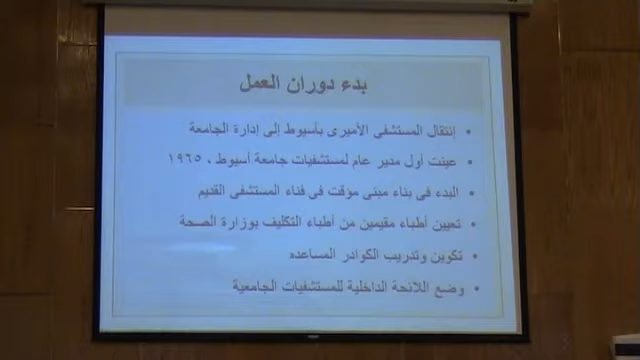 بدء دوران العمل
• إنتقال المستشفى الأميرى بأسيوط إلى إدارة الجامعة
• عينت أول مدير عام لمستشفيات جامعة أسيوط ، ١٩٦٥
• البدء فى بناء مبنى مؤقت فى فناء المستشفى القديم
• تعيين أطباء مقيمين من أطباء التكليف بوزارة الصحة
• تكوين وتدريب الكوادر المساعده
• وضع اللائحة الداخلية للمستشفيات الجامعية